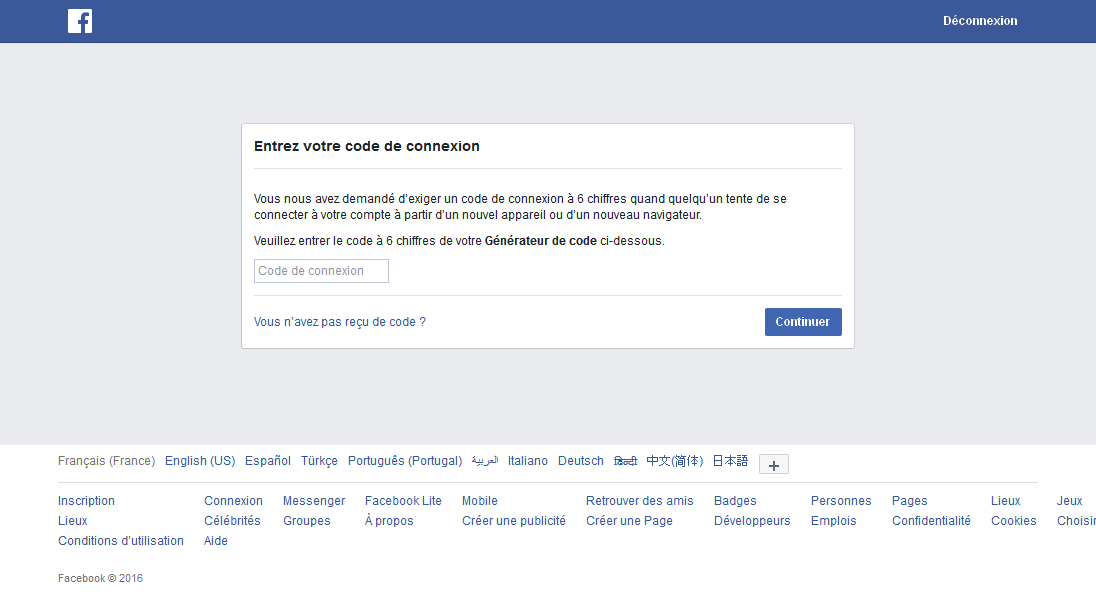 Déconnexion
Entrez votre code de connexion
Vous nous avez demandé d’exiger un code de connexion à 6 chiffres quand quelqu’un tente de se
connecter à votre compte à partir d’un nouvel appareil ou d’un nouveau navigateur.
Veuillez entrer le code à 6 chiffres de votre Générateur de code ci-dessous.
Code de connexion
Vous n’avez pas reçu de code ?
Continuer
Français (France) English (US) Español Türkçe Português (Portugal) العربية Italiano Deutsch हिन्दी 中文(简体) 日本語 +
Inscription Connexion Messenger Facebook Lite Mobile Retrouver des amis Badges Personnes Pages Lieux Jeux
Lieux Célébrités Groupes À propos Créer une publicité Créer une Page Développeurs Emplois Confidentialité Cookies Choisir
Conditions d’utilisation Aide
Facebook © 2016